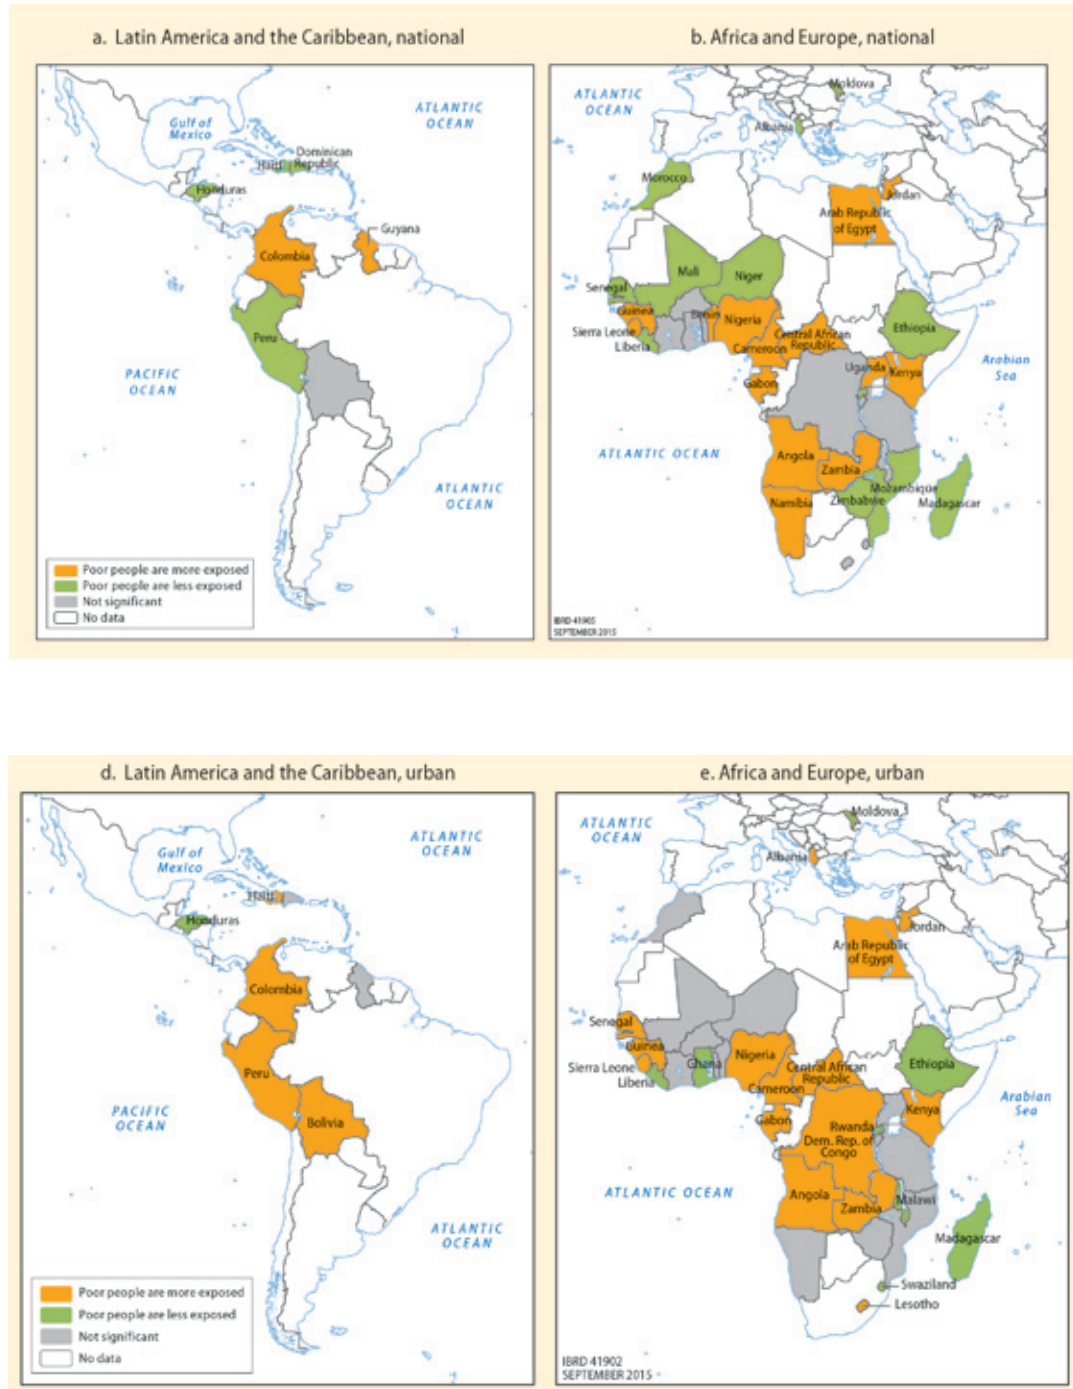 a. Latin America and the Caribbean, national
ATLANTIC
OCEAN
Gulf of
Mexico
Dominican
Republic
Haiti
Honduras
Guyana
Colombia
Peru
PACIFIC
OCEAN
ATLANTIC
OCEAN
Poor people are more exposed
Poor people are less exposed
Not significant
No data
b. Africa and Europe, national
ATLANTIC
OCEAN
Moldova
Albania
Morocco
Jordan
Arab Republic
of Egypt
Mali
Niger
Senegal
Guinea
Benin
Nigeria
Ethiopia
Sierra Leone
Central African
Republic
Liberia
Cameroon
Arabian
Sea
Uganda
Kenya
Gabon
ATLANTIC OCEAN
Angola
Zambia
Mozambique
Namibia
Zimbabwe
Madagascar
IBRD 41905
SEPTEMBER 2015
d. Latin America and the Caribbean, urban
ATLANTIC
OCEAN
Gulf of
Mexico
Haiti
Honduras
Colombia
Peru
PACIFIC
OCEAN
Bolivia
ATLANTIC
OCEAN
Poor people are more exposed
Poor people are less exposed
Not significant
No data
e. Africa and Europe, urban
ATLANTIC
OCEAN
Moldova
Albania
Jordan
Arab Republic
of Egypt
Senegal
Guinea
Ghana
Nigeria
Ethiopia
Sierra Leone
Central African
Republic
Liberia
Cameroon
Arabian
Sea
Gabon
Kenya
Rwanda
Dem. Rep. of
Congo
ATLANTIC OCEAN
Angola
Zambia
Malawi
Madagascar
Swaziland
Lesotho
IBRD 41902
SEPTEMBER 2015